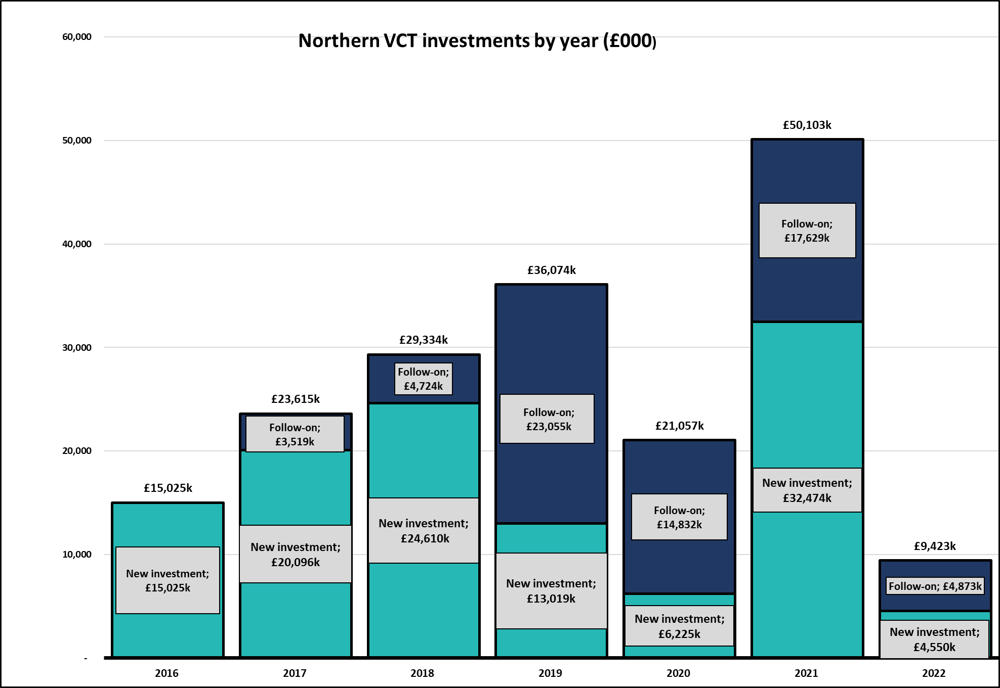 Northern VCT investments by year (£000)
60,000
50,000
40,000
30,000
20,000
10,000
-
£15,025k
New investment;
£15,025k
£23,615k
Follow-on;
£3,519k
New investment;
£20,096k
£29,334k
Follow-on;
£4,724k
New investment;
£24,610k
£36,074k
Follow-on;
£23,055k
New investment;
£13,019k
£21,057k
Follow-on;
£14,832k
New investment;
£6,225k
£50,103k
Follow-on;
£17,629k
New investment;
£32,474k
£9,423k
Follow-on; £4,873k
New investment;
£4,550k
2016
2017
2018
2019
2020
2021
2022